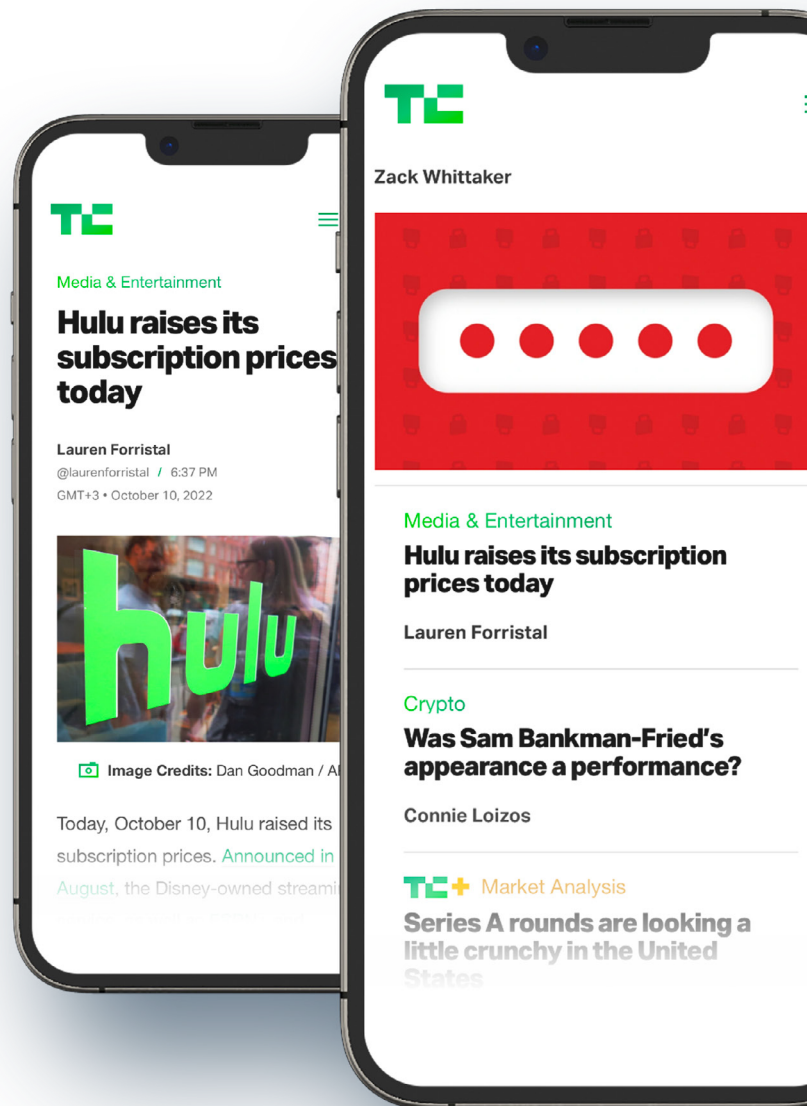 TC
Media & Entertainment
Hulu raises its
subscription prices
today
Lauren Forristal
@laurenforristal / 6:37 PM
GMT+3 • October 10, 2022
hulu
Image Credits: Dan Goodman
Today, October 10, Hulu raised its
subscription prices. Announced in
August, the Disney-owned
TC
Zack Whittaker
Media & Entertainment
Hulu raises its subscription
prices today
Lauren Forristal
Crypto
Was Sam Bankman-Fried's
appearance a performance?
Connie Loizos
TC+ Market Analysis
Series A rounds are looking a
little crunchy in the United
States